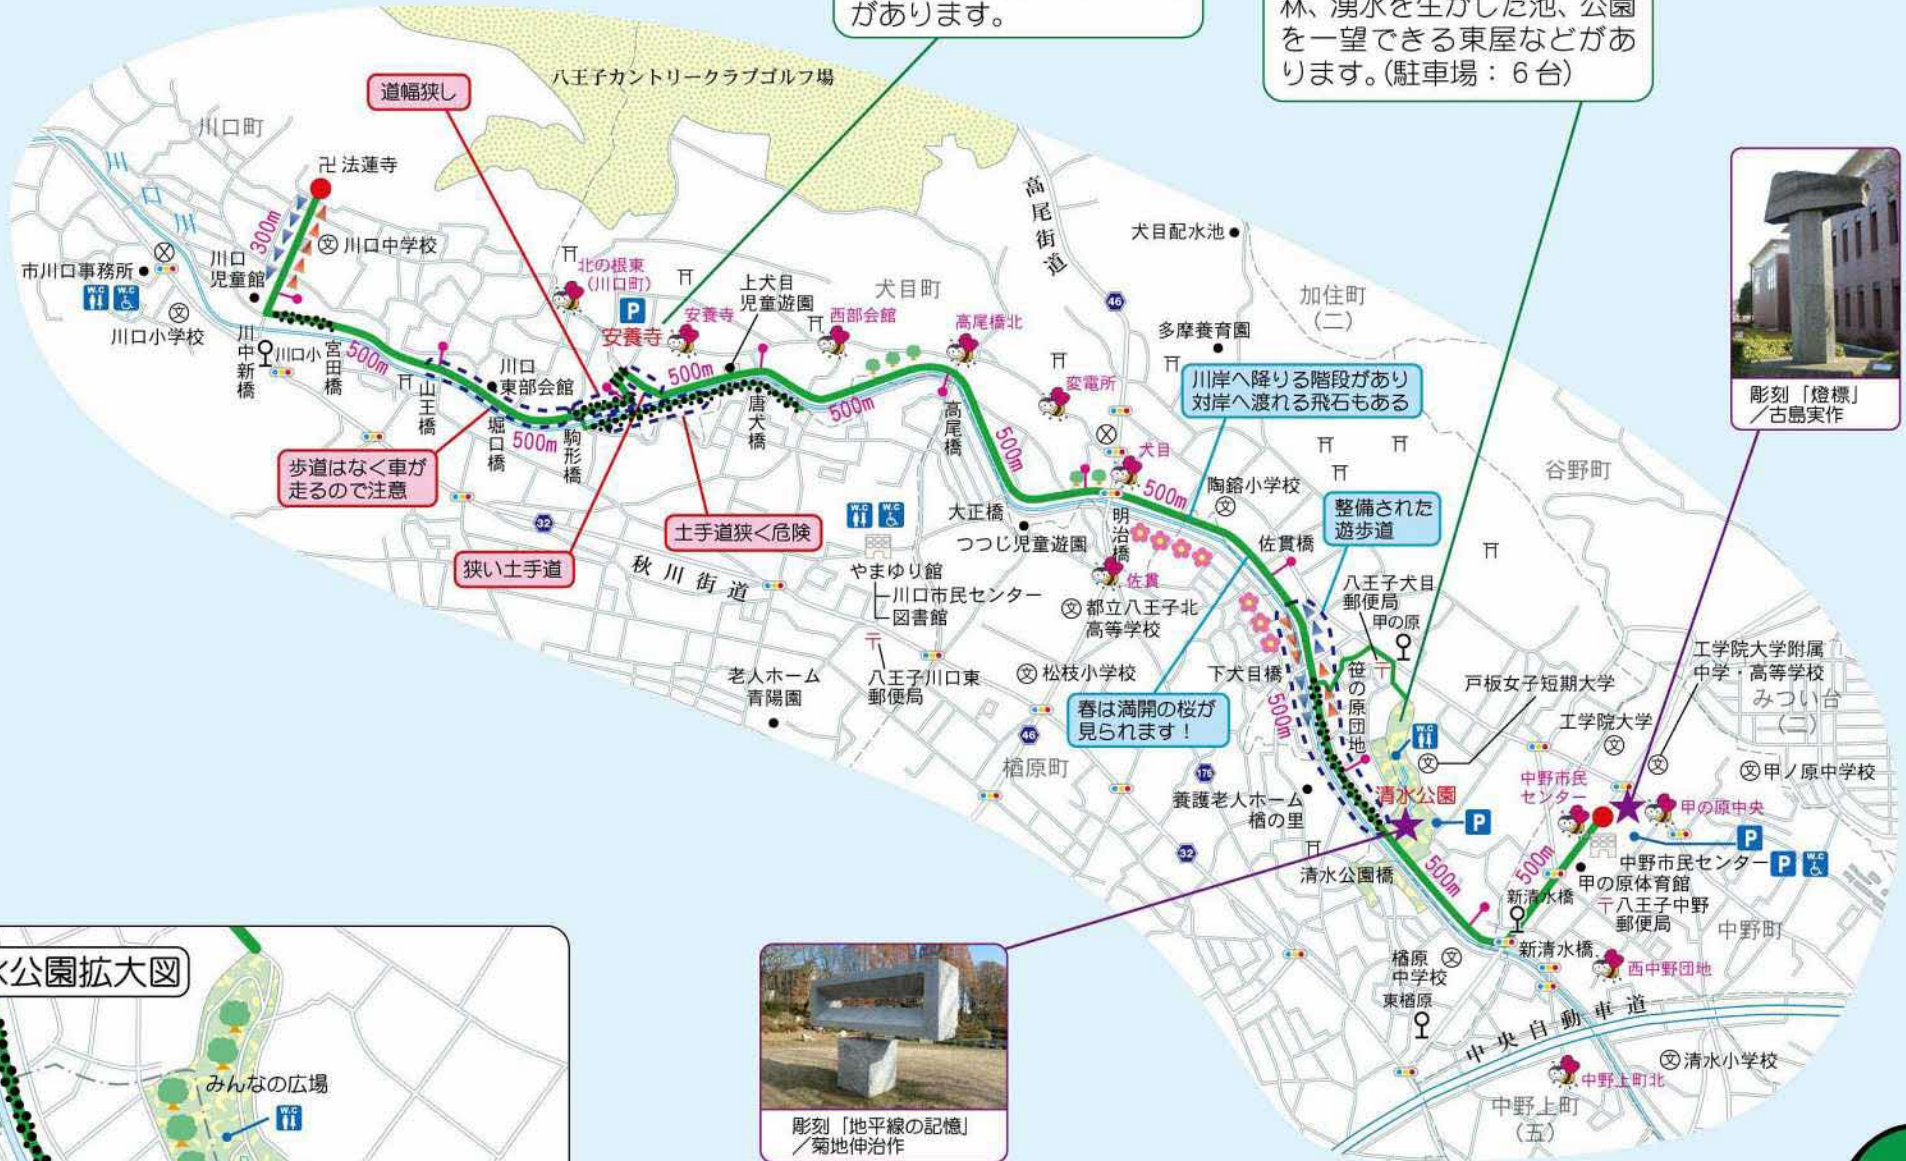 があります。
林、湧水を生かした池、公園
を一望できる東屋などがあ
ります。(駐車場：6台)
八王子カントリークラブゴルフ場
道幅狭し
川口町
川口川
卍 法蓮寺
300m
文 川口中学校
川口
児童館
市川口事務所
W.C
文
川口小学校
川中新橋
川口小
宮田橋
500m
山王橋
川口
東部会館
堀口橋
500m
駒形橋
歩道はなく車が
走るので注意
狭い土手道
土手道狭く危険
北の根東
(川口町)
P
安養寺
安養寺
500m
上犬目
児童遊園
唐犬橋
西部会館
犬目町
500m
高尾橋北
高尾橋
高尾街道
46
犬目配水池
加住町
(二)
多摩養育園
変電所
川岸へ降りる階段があり
対岸へ渡れる飛石もある
犬目
500m
500m
大正橋
つつじ児童遊園
明治橋
佐貫
陶鎔小学校
文
整備された
遊歩道
佐貫橋
谷野町
彫刻「燈標」
／古島実作
32
秋川街道
W.C
やまゆり館
川口市民センター
図書館
〒
八王子川口東
郵便局
老人ホーム
青陽園
文 都立八王子北
高等学校
文 松枝小学校
春は満開の桜が
見られます！
46
楢原町
176
32
下犬目橋
500m
笹の原団地
八王子犬目
郵便局
甲の原
〒
戸板女子短期大学
文
W.C
工学院大学
文
工学院大学附属
中学・高等学校
文
みつい台
(二)
文 甲ノ原中学校
養護老人ホーム
楢の里
清水公園
P
清水公園橋
500m
中野市民
センター
甲の原中央
P
中野市民センター P
甲の原体育館
〒八王子中野
郵便局
500m
新清水橋
新清水橋
中野町
西中野団地
楢原
中学校
文
東楢原
中央自動車道
文 清水小学校
中野上町北
中野上町
(五)
彫刻「地平線の記憶」
／菊地伸治作
水公園拡大図
みんなの広場
W.C